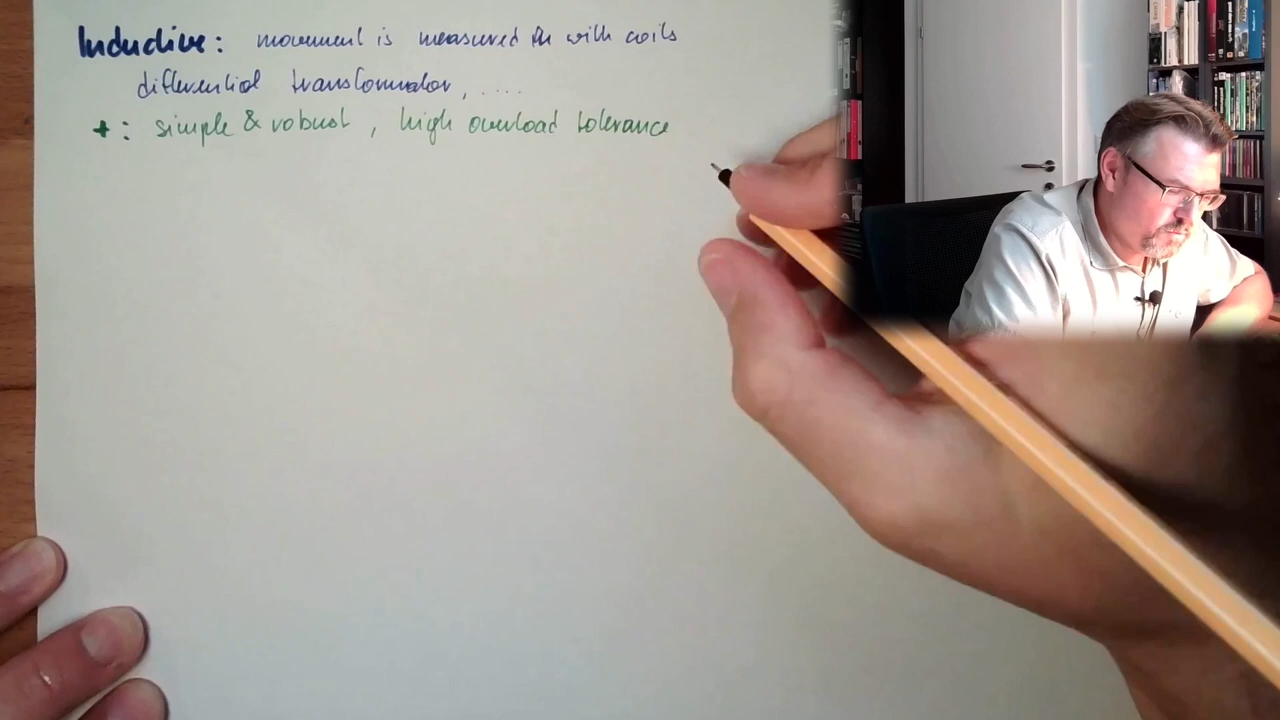 Inductive: movement is measured with coils
differential transformator, ....
+: simple & robust, high overload tolerance